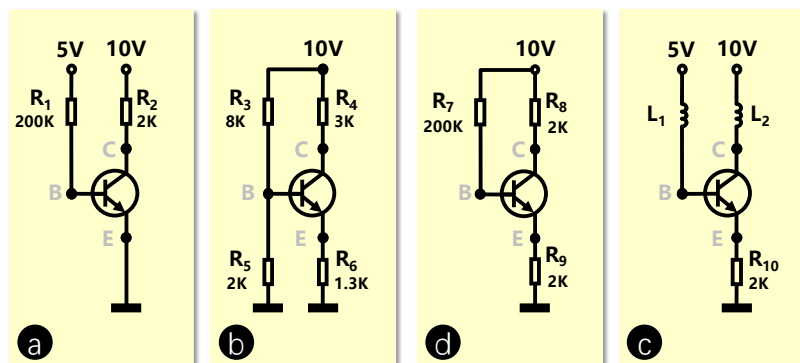 5V 10V
R1 200K
R2 2K
C
B
E
a
10V
R3 8K
R4 3K
C
B
E
R5 2K
R6 1.3K
b
10V
R7 200K
R8 2K
C
B
E
R9 2K
d
5V 10V
L1 L2
C
B
E
R10 2K
c